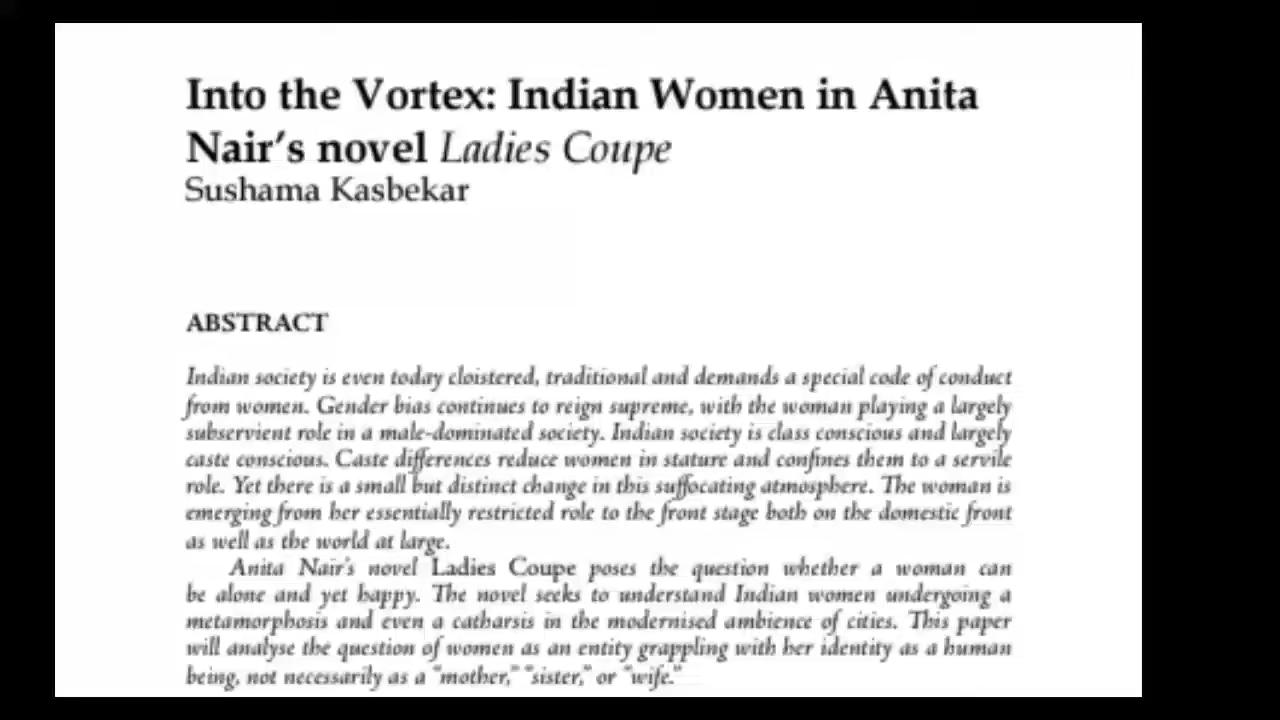 Into the Vortex: Indian Women in Anita
Nair's novel Ladies Coupe
Sushama Kasbekar
ABSTRACT
Indian society is even today cloistered, traditional and demands a special code of conduct
from women. Gender bias continues to reign supreme, with the woman playing a largely
subservient role in a male-dominated society. Indian society is class conscious and largely
caste conscious. Caste differences reduce women in stature and confines them to a servile
role. Yet there is a small but distinct change in this suffocating atmosphere. The woman is
emerging from her essentially restricted role to the front stage both on the domestic front
as well as the world at large.
Anita Nair's novel Ladies Coupe poses the question whether a woman can
be alone and yet happy. The novel seeks to understand Indian women undergoing a
metamorphosis and even a catharsis in the modernised ambience of cities. This paper
will analyse the question of women as an entity grappling with her identity as a human
being, not necessarily as a "mother," "sister," or "wife."